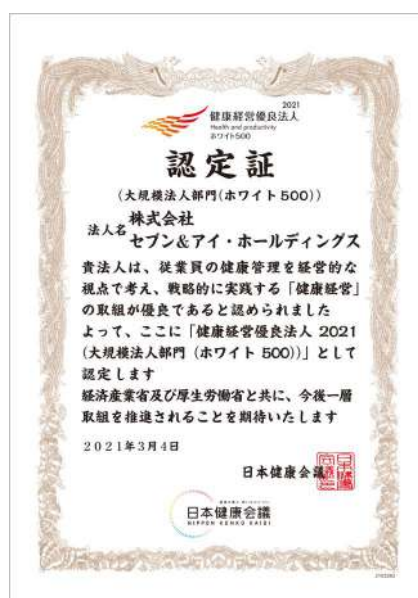 2021
健康経営優良法人
Health and productivity
ホワイト500
認定証
(大規模法人部門(ホワイト500))
株式会社
法人名
セブン&アイ・ホールディングス
貴法人は、従業員の健康管理を経営的な
視点で考え、戦略的に実践する「健康経営」
の取組が優良であると認められました
よって、ここに「健康経営優良法人 2021
(大規模法人部門 (ホワイト 500))」として
認定します
経済産業省及び厚生労働省と共に、今後一層
取組を推進されることを期待いたします
2021年3月4日
日本健康会議
日本健康会議
NIPPON KENKO KAIGI